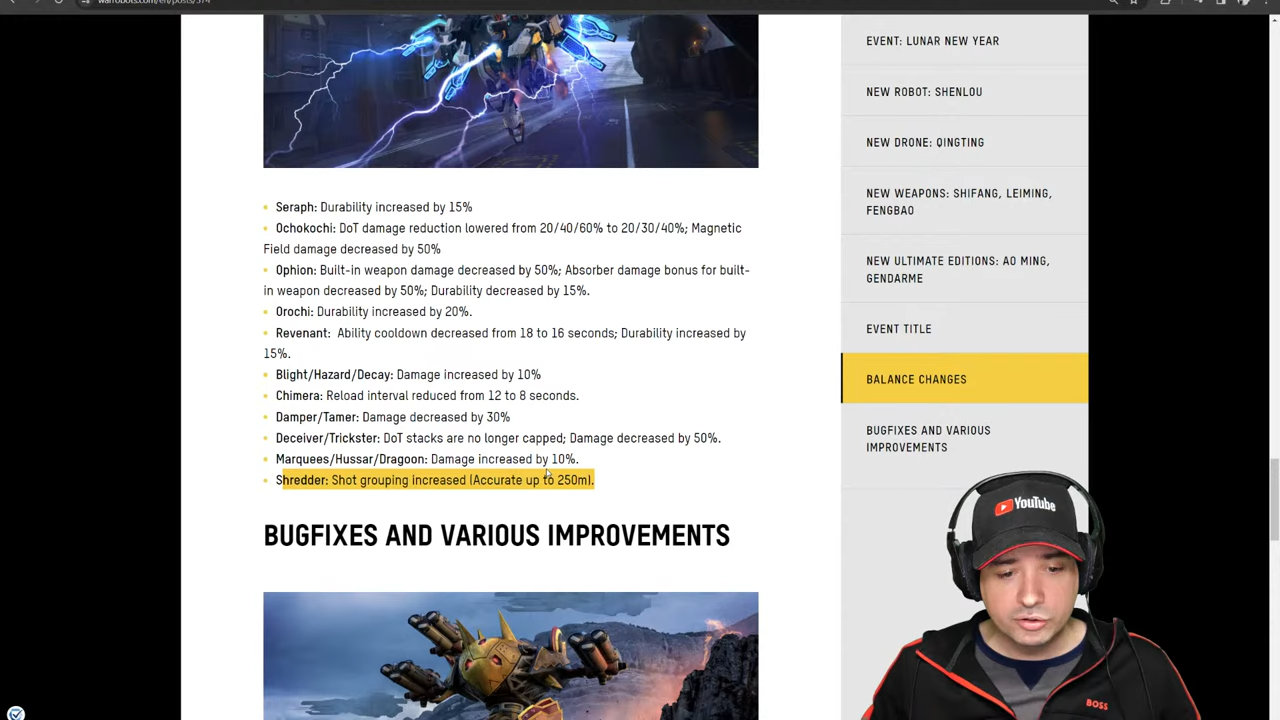 Seraph: Durability increased by 15%
Ochokochi: DoT damage reduction lowered from 20/40/60% to 20/30/40%; Magnetic
Field damage decreased by 50%
Ophion: Built-in weapon damage decreased by 50%; Absorber damage bonus for built-
in weapon decreased by 50%; Durability decreased by 15%.
Orochi: Durability increased by 20%.
Revenant: Ability cooldown decreased from 18 to 16 seconds; Durability increased by
15%.
Blight/Hazard/Decay: Damage increased by 10%
Chimera: Reload interval reduced from 12 to 8 seconds.
Damper/Tamer: Damage decreased by 30%
Deceiver/Trickster: DoT stacks are no longer capped; Damage decreased by 50%.
Marquees/Hussar/Dragoon: Damage increased by 10%.
Shredder: Shot grouping increased (Accurate up to 250m).
BUGFIXES AND VARIOUS IMPROVEMENTS
EVENT: LUNAR NEW YEAR
NEW ROBOT: SHENLOU
NEW DRONE: QINGTING
NEW WEAPONS: SHIFANG, LEIMING,
FENGBAO
NEW ULTIMATE EDITIONS: AO MING,
GENDARME
EVENT TITLE
BALANCE CHANGES
BUGFIXES AND VARIOUS
IMPROVEMENTS
YouTube
BOSS